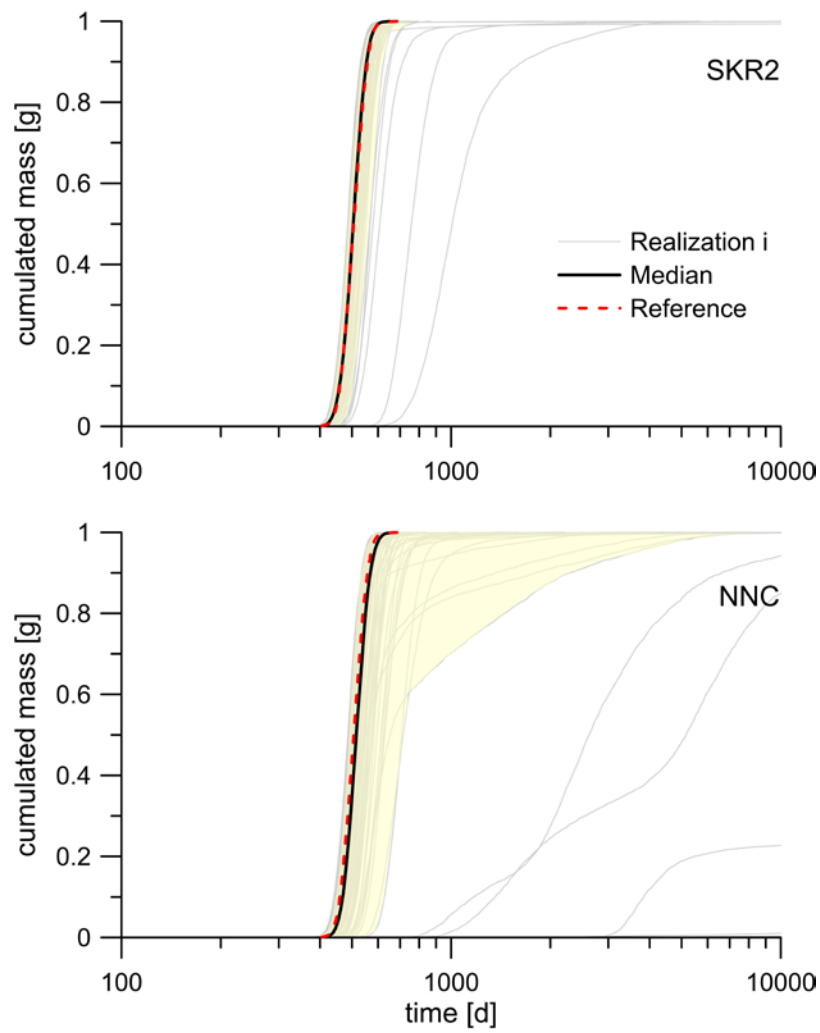 1
0.8
0.6
0.4
0.2
0
cumulated mass [g]
SKR2
Realization i
Median
Reference
100
1000
10000
1
0.8
0.6
0.4
0.2
0
cumulated mass [g]
NNC
100
1000
10000
time [d]